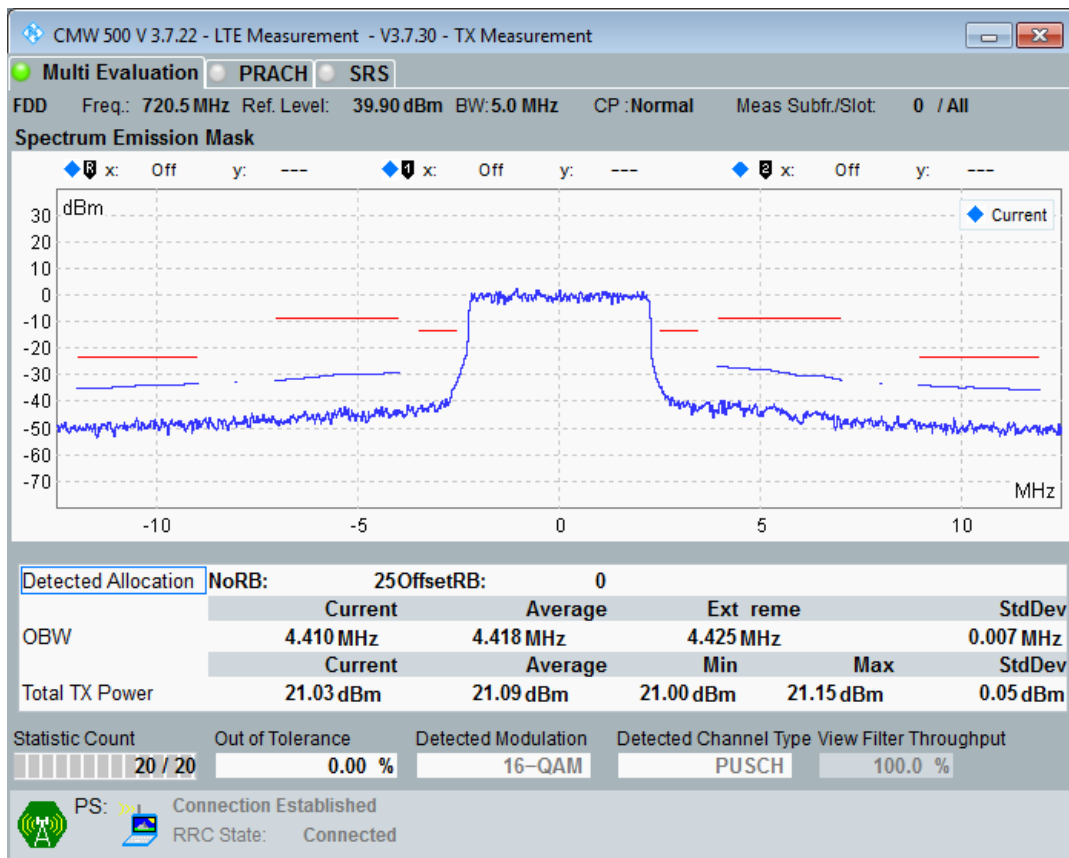 CMW 500 V 3.7.22 - LTE Measurement - V3.7.30 - TX Measurement
Multi Evaluation PRACH SRS
FDD Freq.: 720.5 MHz Ref. Level: 39.90 dBm BW: 5.0 MHz CP : Normal Meas Subfr./Slot: 0 / All
Spectrum Emission Mask
R x: Off y: --- 1 x: Off y: --- 2 x: Off y: ---
dBm
Current
30
20
10
0
-10
-20
-30
-40
-50
-60
-70
MHz
-10 -5 0 5 10
Detected Allocation NoRB: 25 OffsetRB: 0
Current Average Ext reme StdDev
OBW 4.410 MHz 4.418 MHz 4.425 MHz 0.007 MHz
Current Average Min Max StdDev
Total TX Power 21.03 dBm 21.09 dBm 21.00 dBm 21.15 dBm 0.05 dBm
Statistic Count Out of Tolerance Detected Modulation Detected Channel Type View Filter Throughput
20 / 20 0.00 % 16-QAM PUSCH 100.0 %
PS: Connection Established
RRC State: Connected